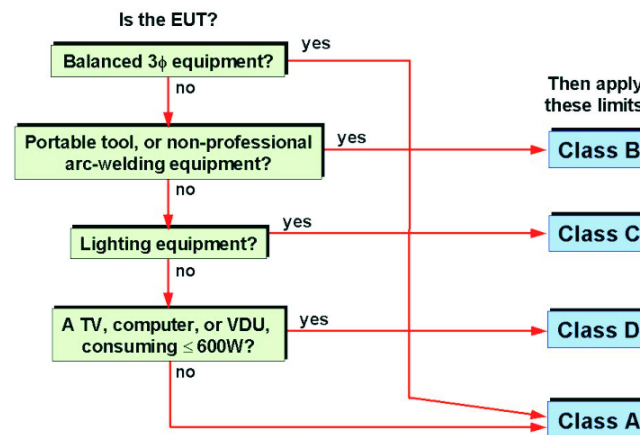 Is the EUT?
Balanced 3ϕ equipment?
yes
no
Then apply
these limits
Portable tool, or non-professional
arc-welding equipment?
yes
Class B
no
Lighting equipment?
yes
Class C
no
A TV, computer, or VDU,
consuming ≤ 600W?
yes
Class D
no
Class A